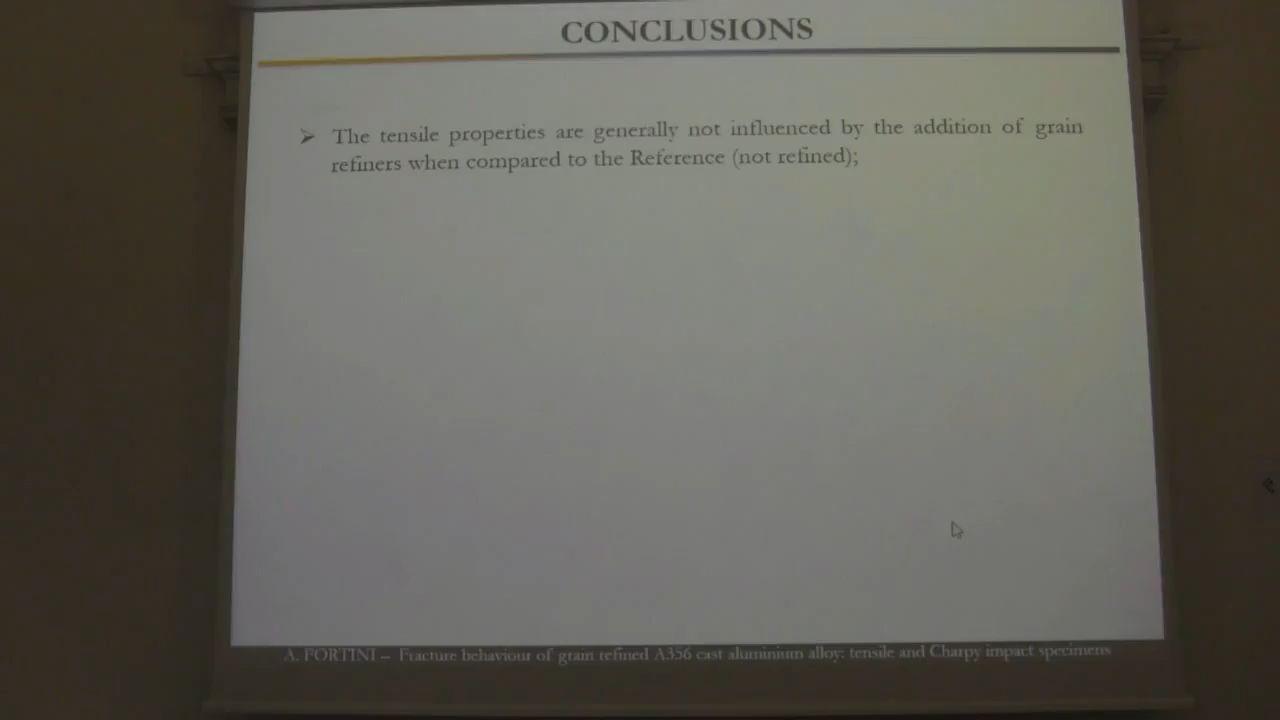 CONCLUSIONS
The tensile properties are generally not influenced by the addition of grain
refiners when compared to the Reference (not refined);
A. FORTINI – Fracture behaviour of grain refined A356 cast aluminium alloy: tensile and Charpy impact specimens